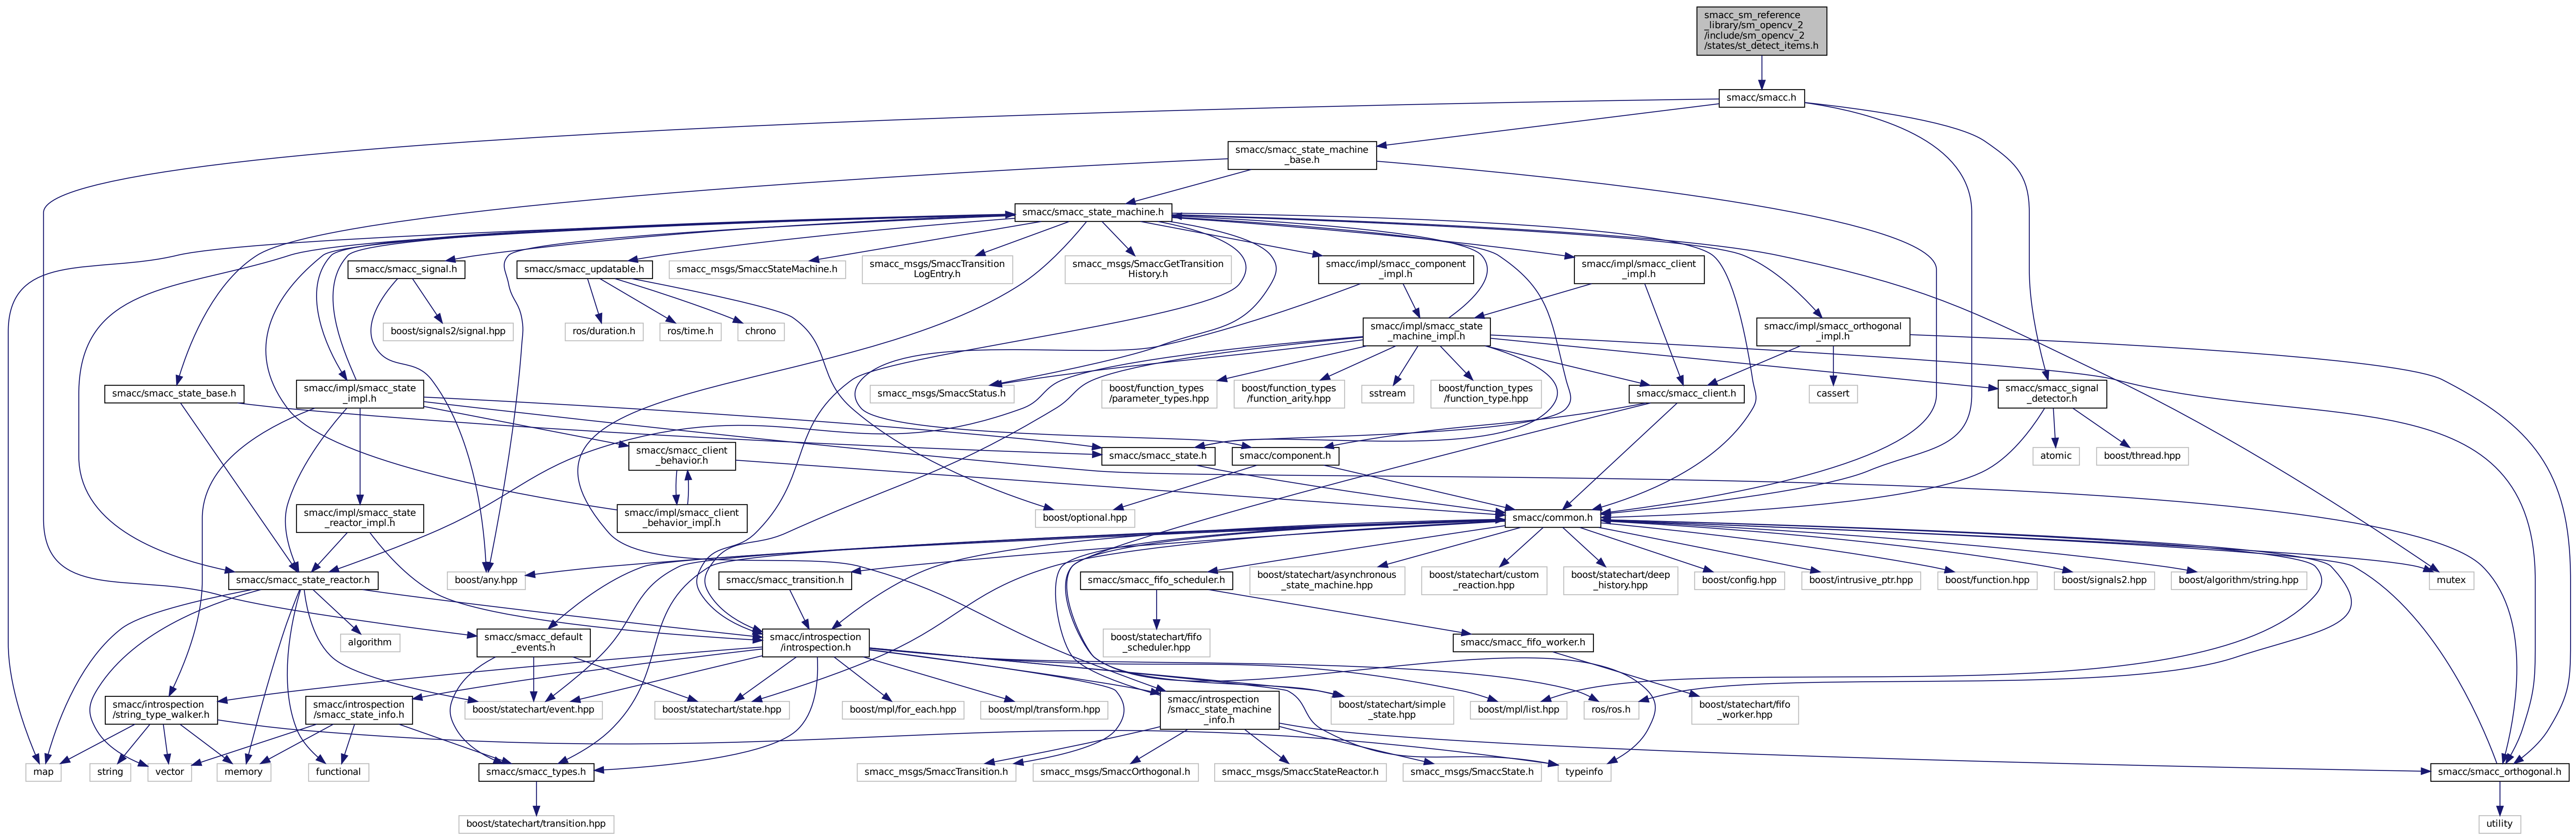 smacc_sm_reference
_library/sm_opencv_2
/include/sm_opencv_2
/states/st_detect_items.h
smacc/smacc.h
smacc/smacc_state_machine
_base.h
smacc/smacc_state_machine.h
smacc/smacc_signal.h
smacc/smacc_updatable.h
smacc_msgs/SmaccStateMachine.h
smacc_msgs/SmaccTransition
LogEntry.h
smacc_msgs/SmaccGetTransition
History.h
smacc/impl/smacc_component
_impl.h
smacc/impl/smacc_client
_impl.h
boost/signals2/signal.hpp
ros/duration.h
ros/time.h
chrono
smacc/impl/smacc_state
_machine_impl.h
smacc/impl/smacc_orthogonal
_impl.h
smacc/smacc_state_base.h
smacc/impl/smacc_state
_impl.h
smacc_msgs/SmaccStatus.h
boost/function_types
/parameter_types.hpp
boost/function_types
/function_arity.hpp
sstream
boost/function_types
/function_type.hpp
smacc/smacc_client.h
cassert
smacc/smacc_signal
_detector.h
smacc/smacc_client
_behavior.h
smacc/smacc_state.h
smacc/component.h
atomic
boost/thread.hpp
smacc/impl/smacc_state
_reactor_impl.h
smacc/impl/smacc_client
_behavior_impl.h
boost/optional.hpp
smacc/common.h
smacc/smacc_state_reactor.h
boost/any.hpp
smacc/smacc_transition.h
smacc/smacc_fifo_scheduler.h
boost/statechart/asynchronous
_state_machine.hpp
boost/statechart/custom
_reaction.hpp
boost/statechart/deep
_history.hpp
boost/config.hpp
boost/intrusive_ptr.hpp
boost/function.hpp
boost/signals2.hpp
boost/algorithm/string.hpp
mutex
algorithm
smacc/smacc_default
_events.h
smacc/introspection
/introspection.h
boost/statechart/fifo
_scheduler.hpp
smacc/smacc_fifo_worker.h
smacc/introspection
/string_type_walker.h
smacc/introspection
/smacc_state_info.h
boost/statechart/event.hpp
boost/statechart/state.hpp
boost/mpl/for_each.hpp
boost/mpl/transform.hpp
smacc/introspection
/smacc_state_machine
_info.h
boost/statechart/simple
_state.hpp
boost/mpl/list.hpp
ros/ros.h
boost/statechart/fifo
_worker.hpp
map
string
vector
memory
functional
smacc/smacc_types.h
smacc_msgs/SmaccTransition.h
smacc_msgs/SmaccOrthogonal.h
smacc_msgs/SmaccStateReactor.h
smacc_msgs/SmaccState.h
typeinfo
smacc/smacc_orthogonal.h
boost/statechart/transition.hpp
utility